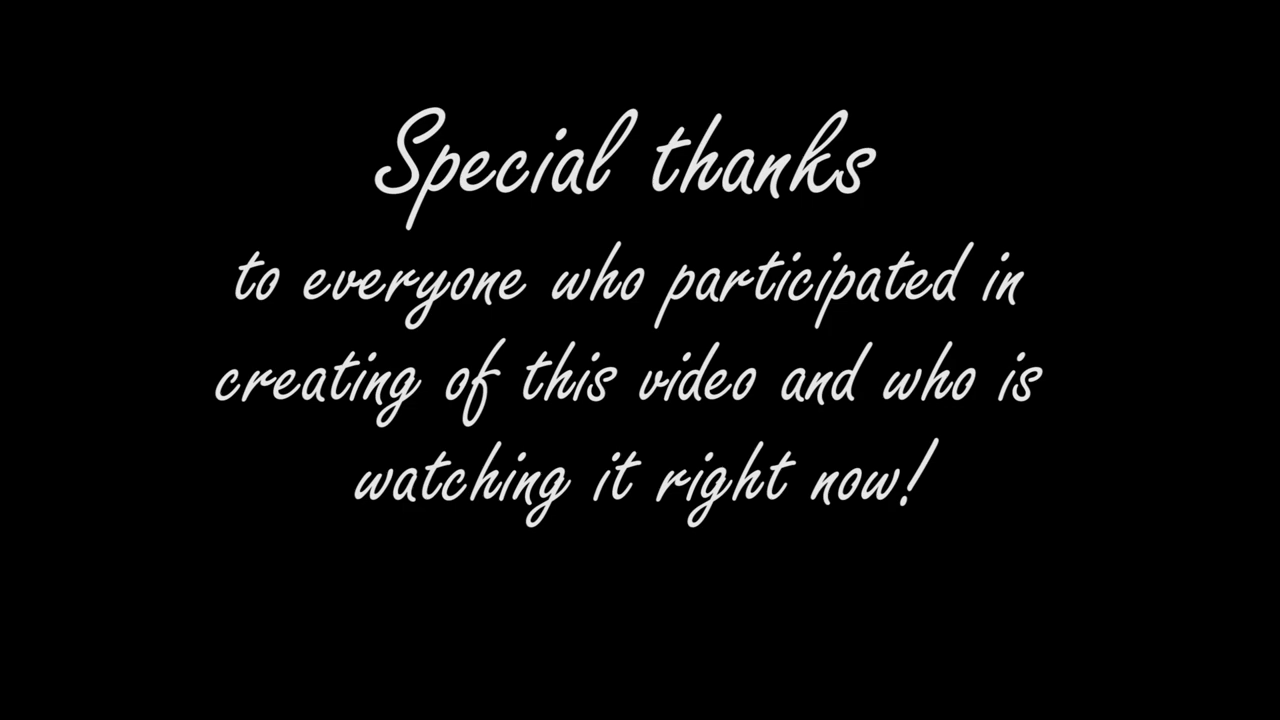 Special thanks
to everyone who participated in
creating of this video and who is
watching it right now!